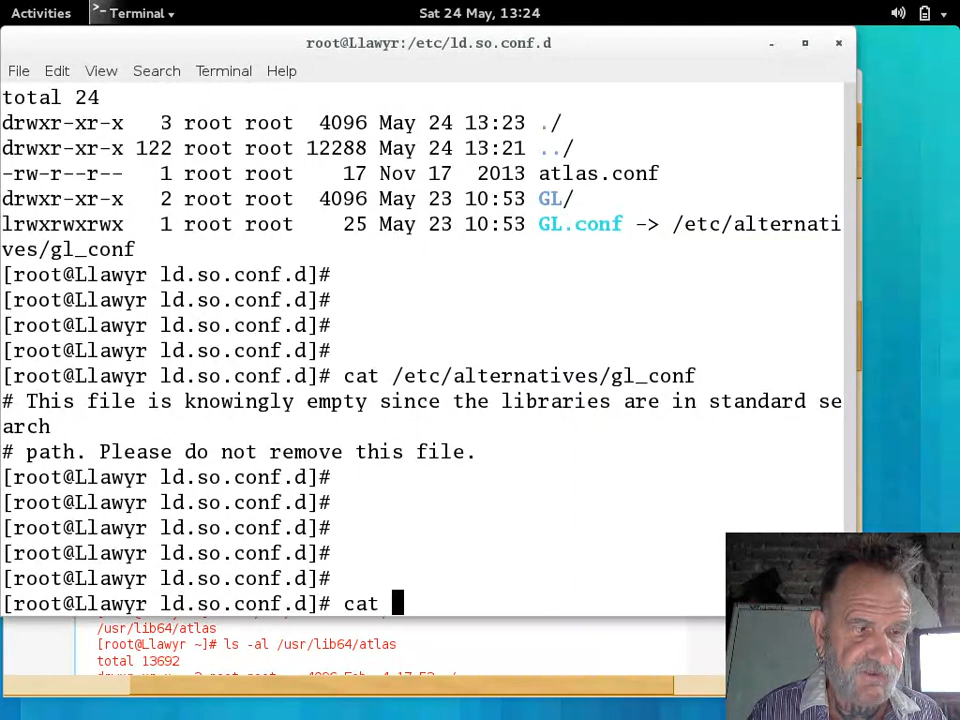 Activities Terminal Sat 24 May, 13:24
root@Llawyr:/etc/ld.so.conf.d
File Edit View Search Terminal Help
total 24
drwxr-xr-x 3 root root 4096 May 24 13:23 ./
drwxr-xr-x 122 root root 12288 May 24 13:21 ../
-rw-r--r-- 1 root root 17 Nov 17 2013 atlas.conf
drwxr-xr-x 2 root root 4096 May 23 10:53 GL/
lrwxrwxrwx 1 root root 25 May 23 10:53 GL.conf -> /etc/alternati
ves/gl_conf
[root@Llawyr ld.so.conf.d]#
[root@Llawyr ld.so.conf.d]#
[root@Llawyr ld.so.conf.d]#
[root@Llawyr ld.so.conf.d]#
[root@Llawyr ld.so.conf.d]# cat /etc/alternatives/gl_conf
# This file is knowingly empty since the libraries are in standard se
arch
# path. Please do not remove this file.
[root@Llawyr ld.so.conf.d]#
[root@Llawyr ld.so.conf.d]#
[root@Llawyr ld.so.conf.d]#
[root@Llawyr ld.so.conf.d]#
[root@Llawyr ld.so.conf.d]#
[root@Llawyr ld.so.conf.d]# cat
/usr/lib64/atlas
[root@Llawyr ~]# ls -al /usr/lib64/atlas
total 13692